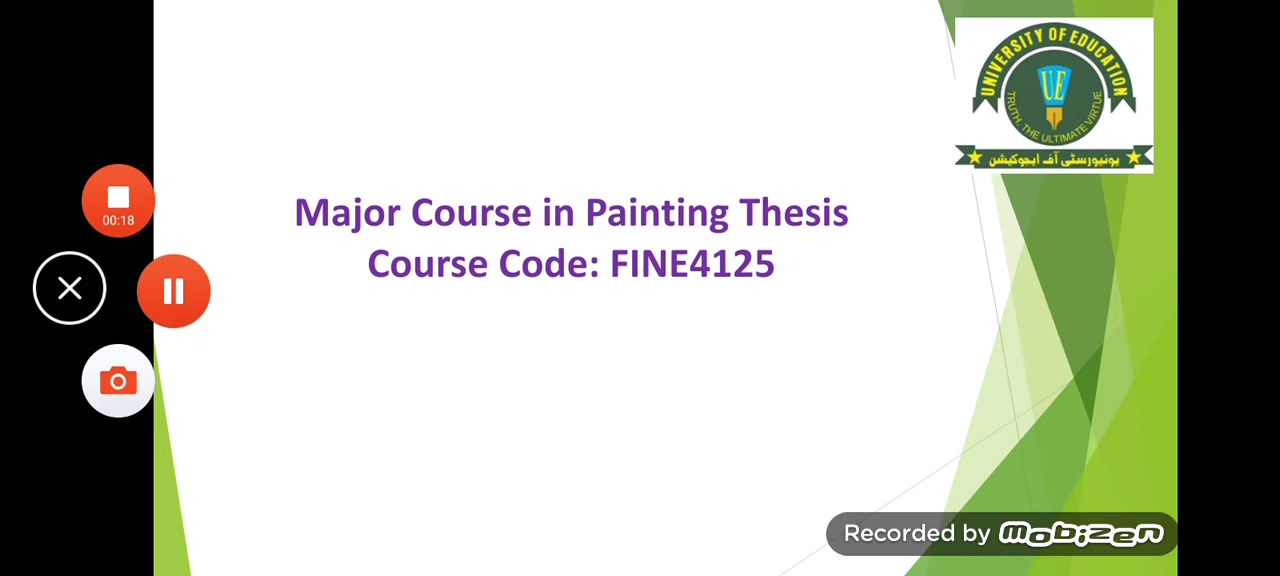 UNIVERSITY OF EDUCATION
UE
TRUTH, THE ULTIMATE VIRTUE
یونیورسٹی آف ایجوکیشن
00:18
Major Course in Painting Thesis
Course Code: FINE4125
Recorded by mobizen